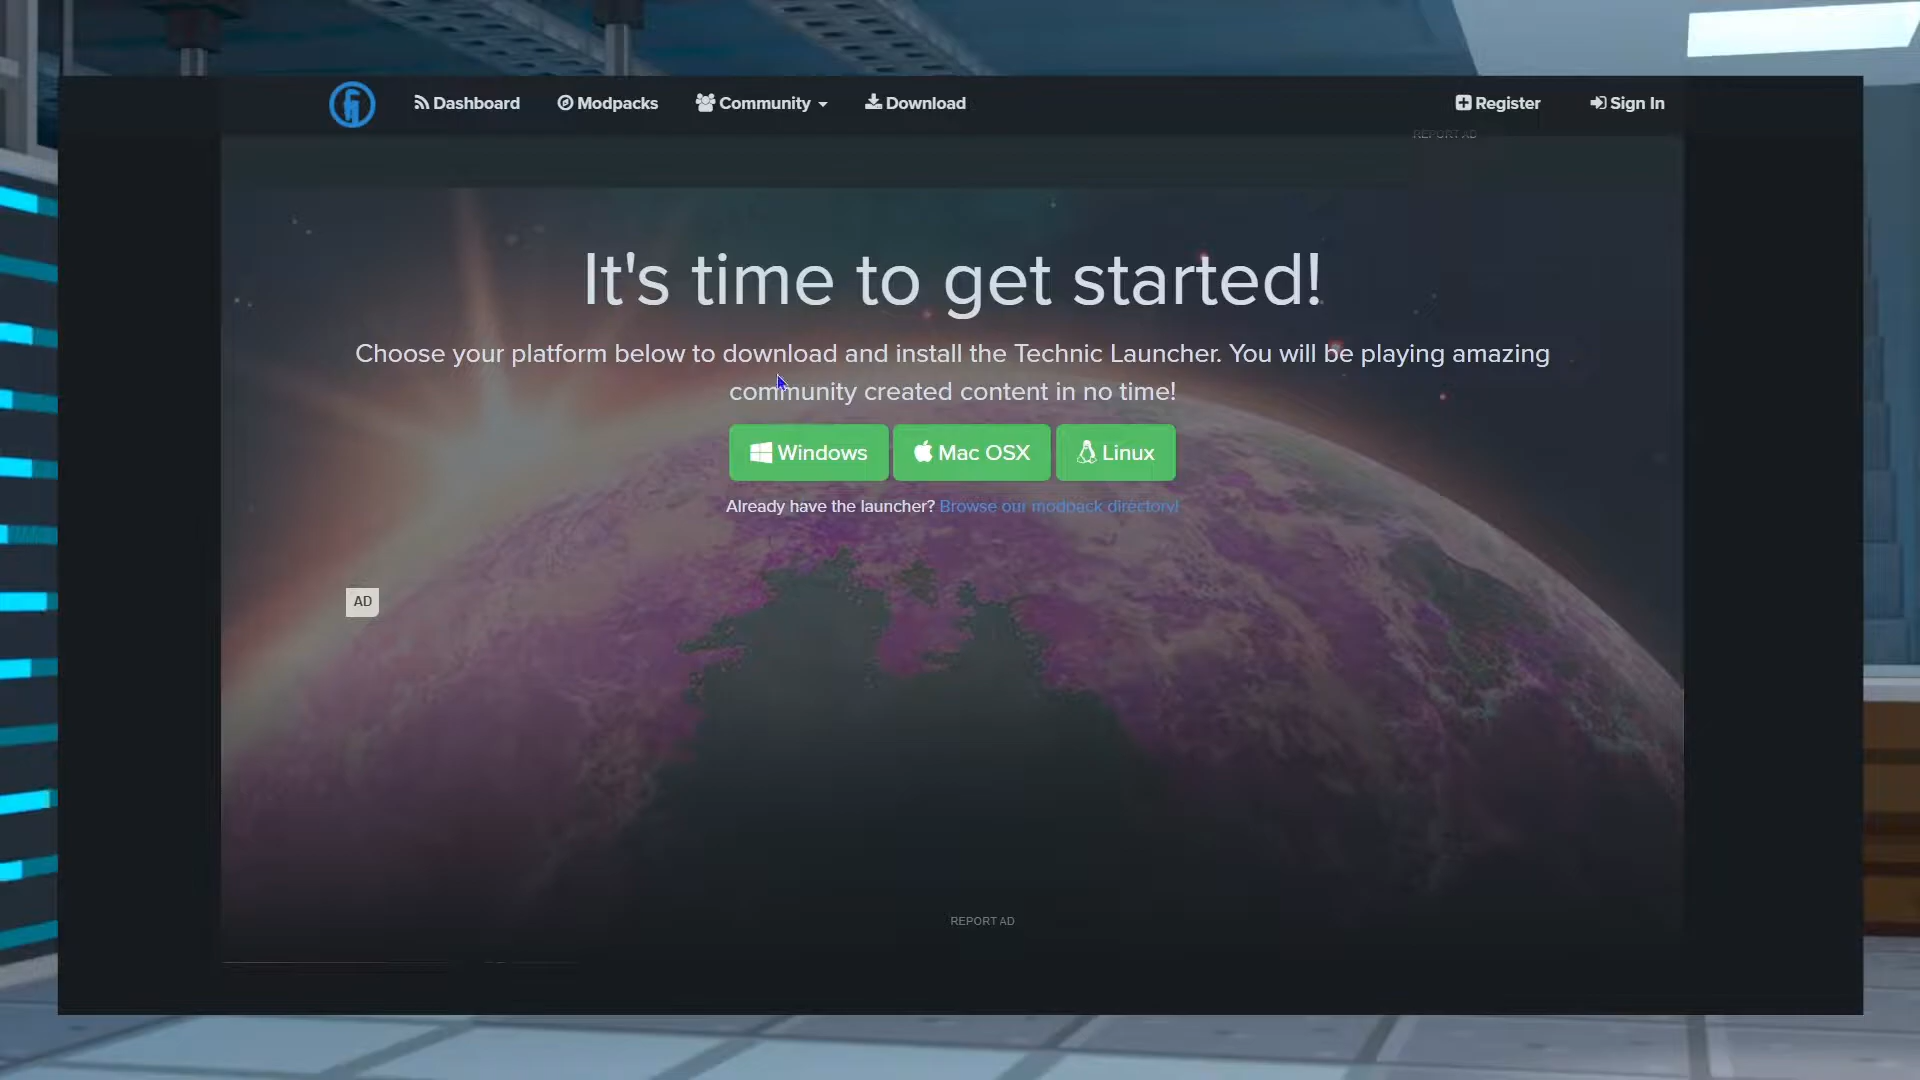 Dashboard Modpacks Community Download Register Sign In
REPORT AD
It's time to get started!
Choose your platform below to download and install the Technic Launcher. You will be playing amazing
community created content in no time!
Windows Mac OSX Linux
Already have the launcher? Browse our modpack directory!
AD
REPORT AD